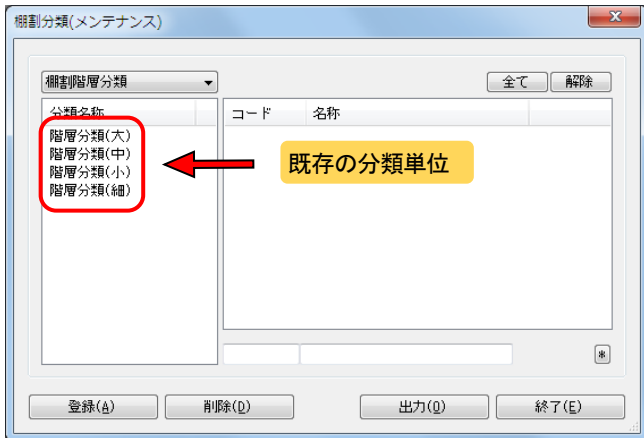 棚割分類(メンテナンス)
棚割階層分類
全て 解除
分類名称
コード 名称
階層分類(大)
階層分類(中)
階層分類(小)
階層分類(細)
既存の分類単位
*
登録(A) 削除(D) 出力(O) 終了(E)